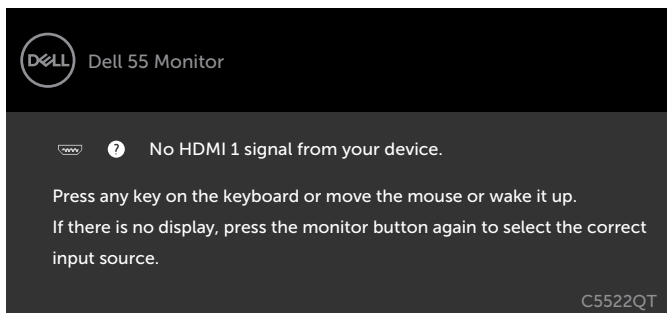 DELL
Dell 55 Monitor
? No HDMI 1 signal from your device.
Press any key on the keyboard or move the mouse or wake it up.
If there is no display, press the monitor button again to select the correct
input source.
C5522QT